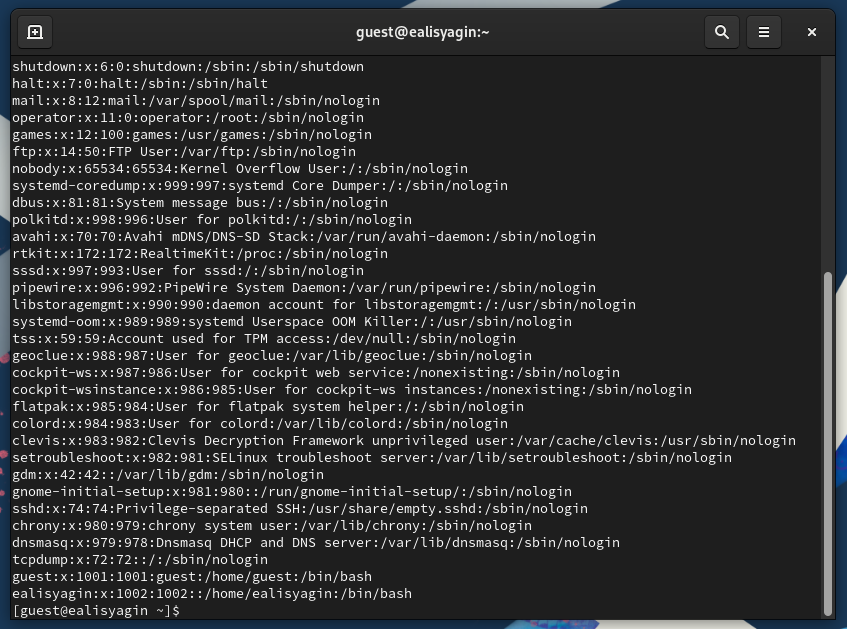 guest@ealisyagin:~
shutdown:x:6:0:shutdown:/sbin:/sbin/shutdown
halt:x:7:0:halt:/sbin:/sbin/halt
mail:x:8:12:mail:/var/spool/mail:/sbin/nologin
operator:x:11:0:operator:/root:/sbin/nologin
games:x:12:100:games:/usr/games:/sbin/nologin
ftp:x:14:50:FTP User:/var/ftp:/sbin/nologin
nobody:x:65534:65534:Kernel Overflow User:/:/sbin/nologin
systemd-coredump:x:999:997:systemd Core Dumper:/:/sbin/nologin
dbus:x:81:81:System message bus:/:/sbin/nologin
polkitd:x:998:996:User for polkitd:/:/sbin/nologin
avahi:x:70:70:Avahi mDNS/DNS-SD Stack:/var/run/avahi-daemon:/sbin/nologin
rtkit:x:172:172:RealtimeKit:/proc:/sbin/nologin
sssd:x:997:993:User for sssd:/:/sbin/nologin
pipewire:x:996:992:PipeWire System Daemon:/var/run/pipewire:/sbin/nologin
libstoragemgmt:x:990:990:daemon account for libstoragemgmt:/:/usr/sbin/nologin
systemd-oom:x:989:989:systemd Userspace OOM Killer:/:/usr/sbin/nologin
tss:x:59:59:Account used for TPM access:/dev/null:/sbin/nologin
geoclue:x:988:987:User for geoclue:/var/lib/geoclue:/sbin/nologin
cockpit-ws:x:987:986:User for cockpit web service:/nonexisting:/sbin/nologin
cockpit-wsinstance:x:986:985:User for cockpit-ws instances:/nonexisting:/sbin/nologin
flatpak:x:985:984:User for flatpak system helper:/:/sbin/nologin
colord:x:984:983:User for colord:/var/lib/colord:/sbin/nologin
clevis:x:983:982:Clevis Decryption Framework unprivileged user:/var/cache/clevis:/usr/sbin/nologin
setroubleshoot:x:982:981:SELinux troubleshoot server:/var/lib/setroubleshoot:/sbin/nologin
gdm:x:42:42::/var/lib/gdm:/sbin/nologin
gnome-initial-setup:x:981:980::/run/gnome-initial-setup/:/sbin/nologin
sshd:x:74:74:Privilege-separated SSH:/usr/share/empty.sshd:/sbin/nologin
chrony:x:980:979:chrony system user:/var/lib/chrony:/sbin/nologin
dnsmasq:x:979:978:Dnsmasq DHCP and DNS server:/var/lib/dnsmasq:/sbin/nologin
tcpdump:x:72:72::/:/sbin/nologin
guest:x:1001:1001:guest:/home/guest:/bin/bash
ealisyagin:x:1002:1002::/home/ealisyagin:/bin/bash
[guest@ealisyagin ~]$